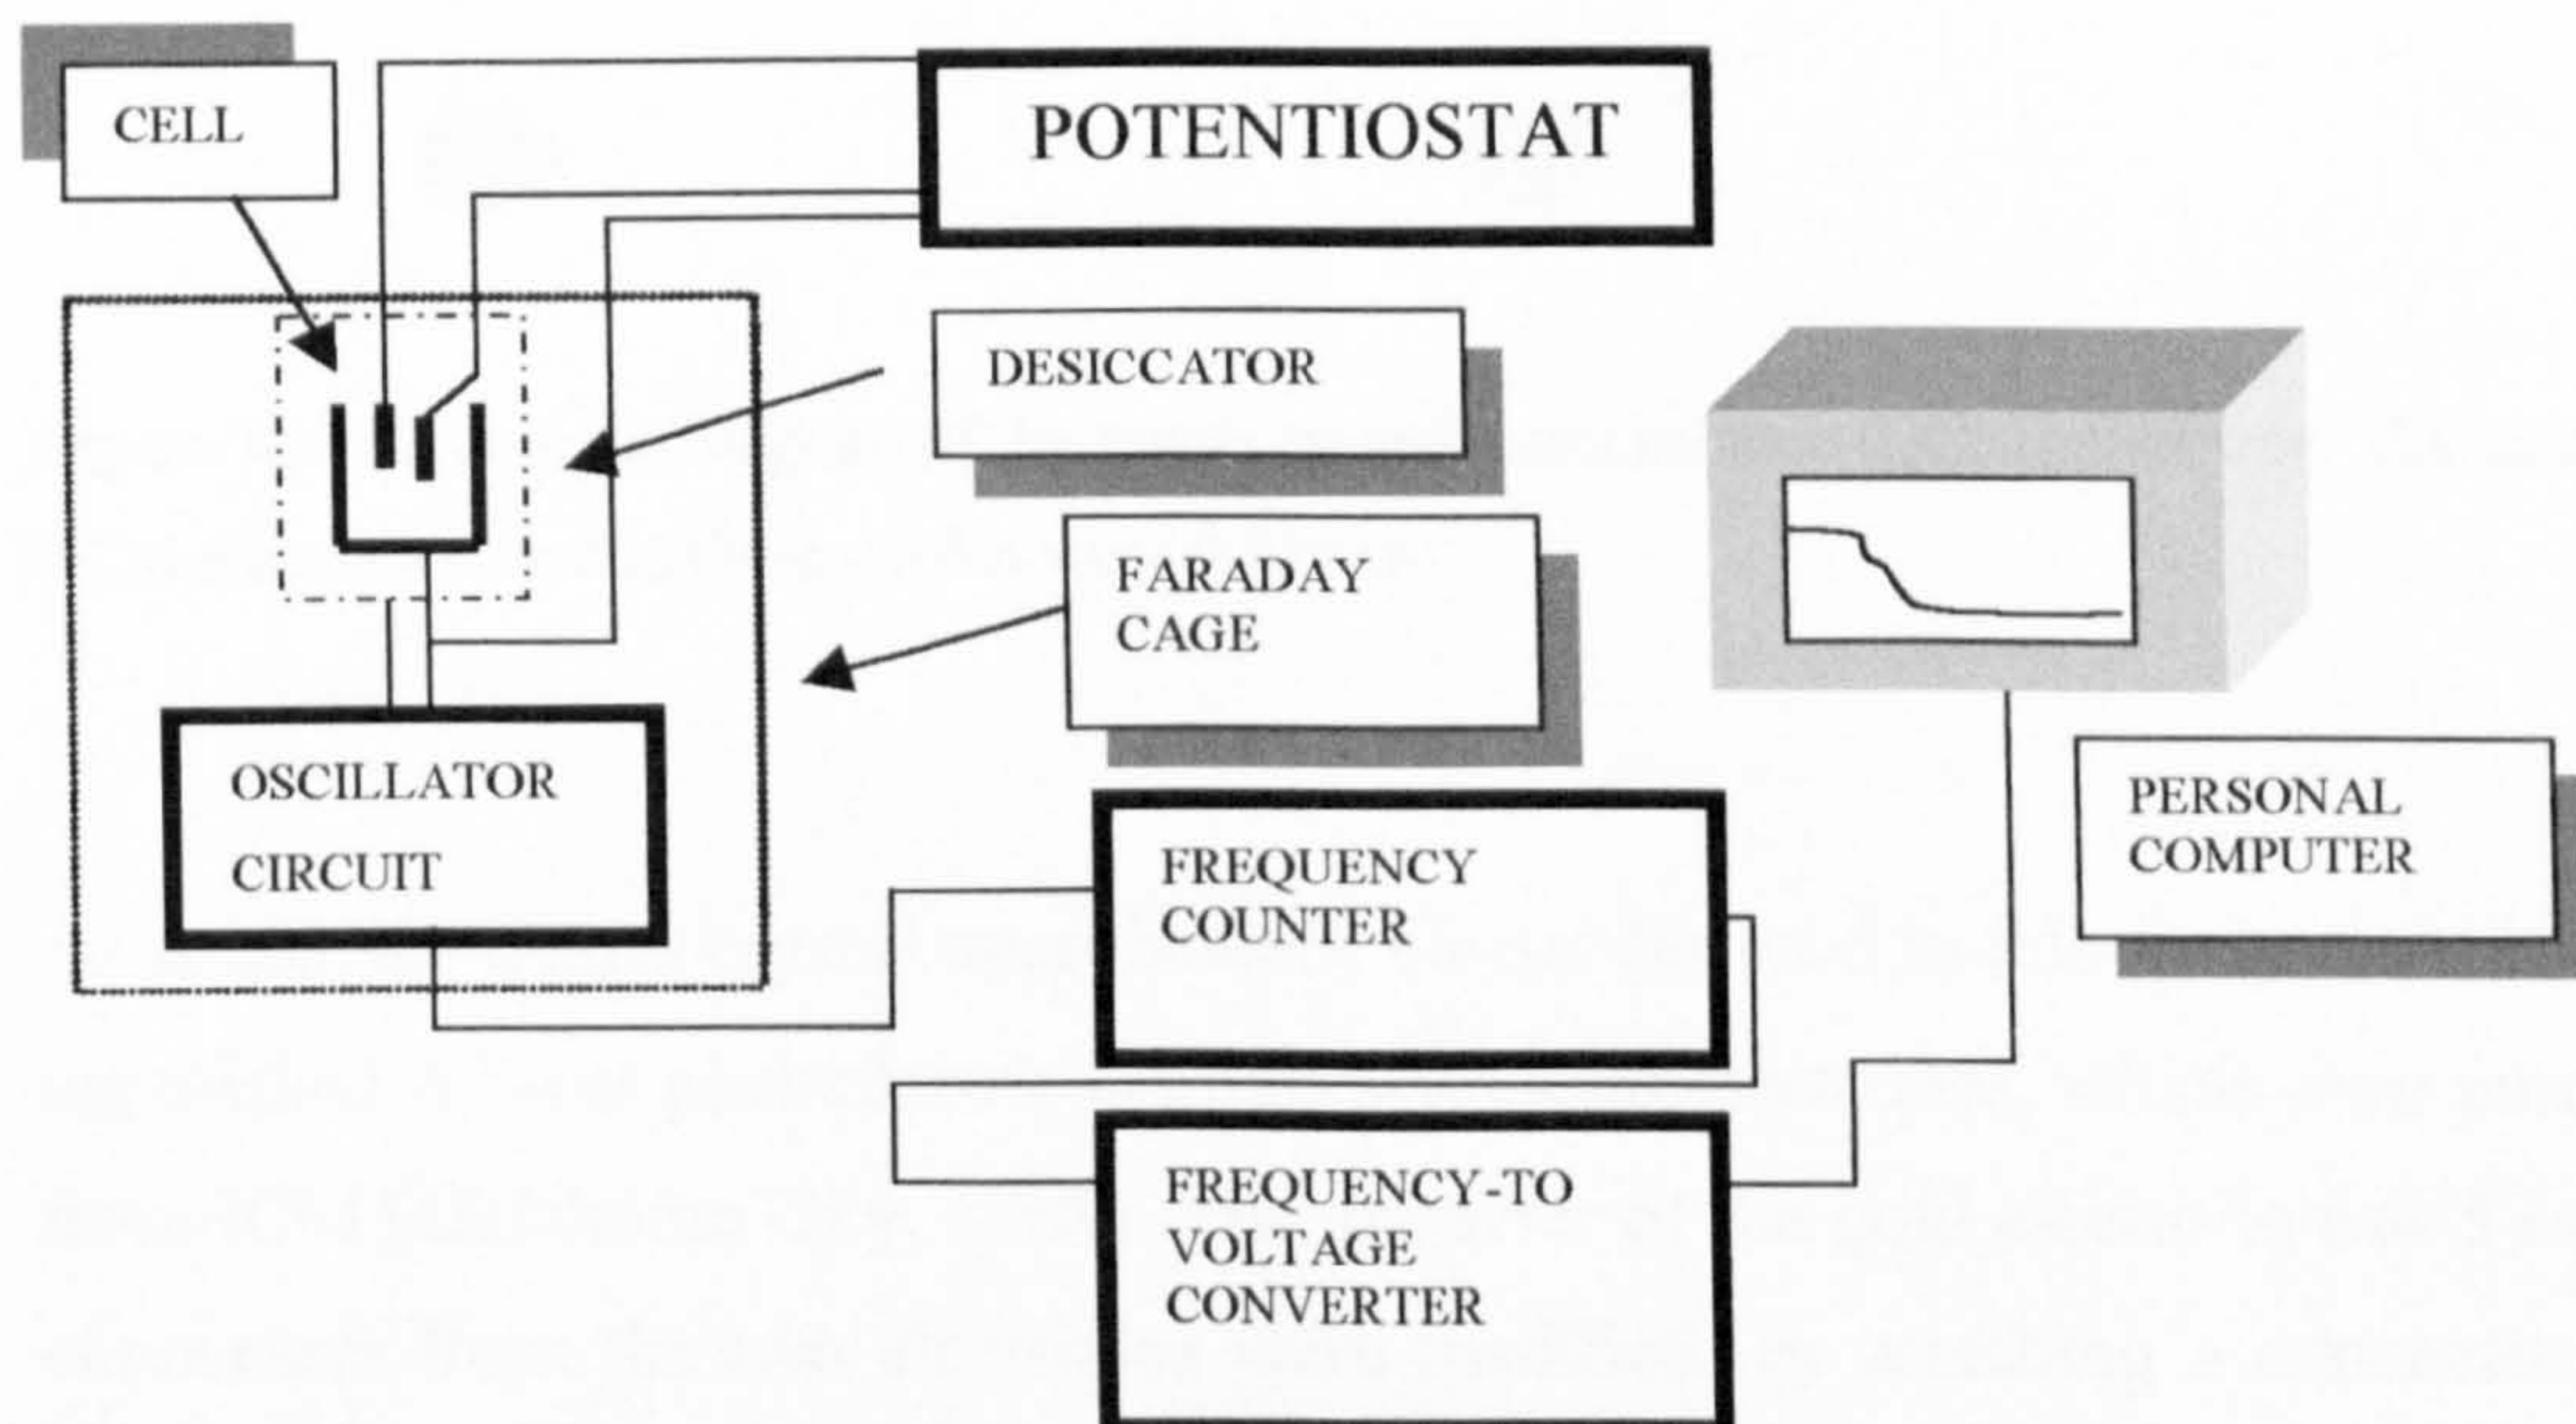 CELL
POTENTIOSTAT
DESICCATOR
FARADAY
CAGE
OSCILLATOR
CIRCUIT
FREQUENCY
COUNTER
PERSONAL
COMPUTER
FREQUENCY-TO
VOLTAGE
CONVERTER